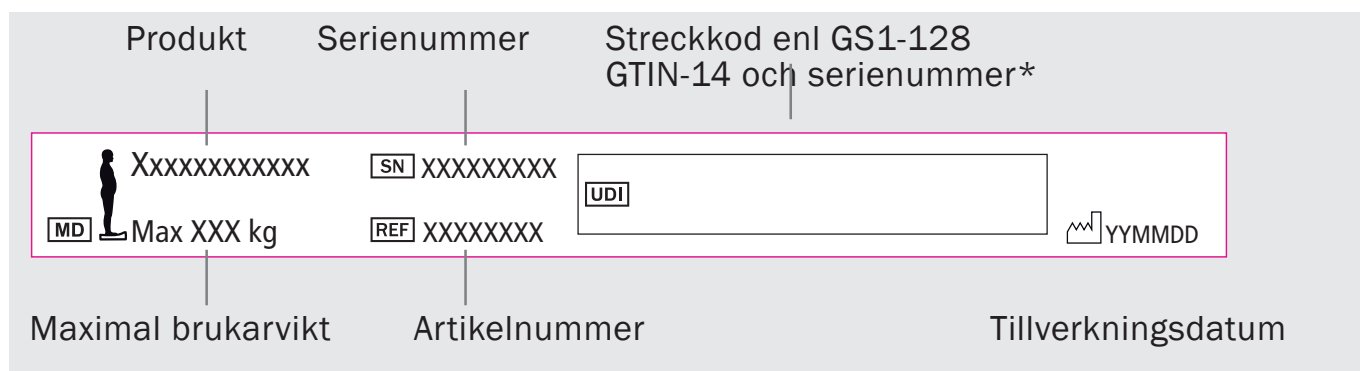 Produkt
Serienummer
Streckkod enl GS1-128
GTIN-14 och serienummer*
Xxxxxxxxxxxx
SN XXXXXXXXX
UDI
MD Max XXX kg
REF XXXXXXXX
YYMMDD
Maximal brukarvikt
Artikelnummer
Tillverkningsdatum